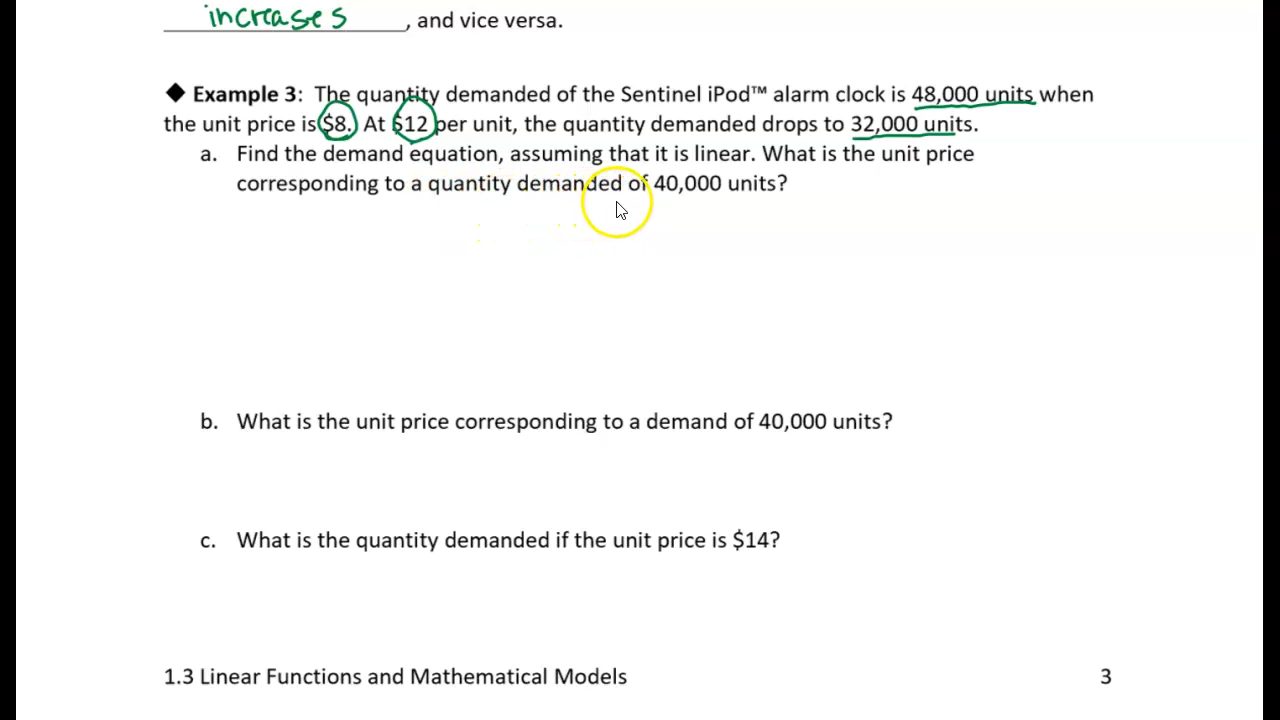 increases, and vice versa.
◆ Example 3: The quantity demanded of the Sentinel iPod™ alarm clock is 48,000 units when
the unit price is $8. At $12 per unit, the quantity demanded drops to 32,000 units.
a. Find the demand equation, assuming that it is linear. What is the unit price
corresponding to a quantity demanded of 40,000 units?
b. What is the unit price corresponding to a demand of 40,000 units?
c. What is the quantity demanded if the unit price is $14?
1.3 Linear Functions and Mathematical Models 3